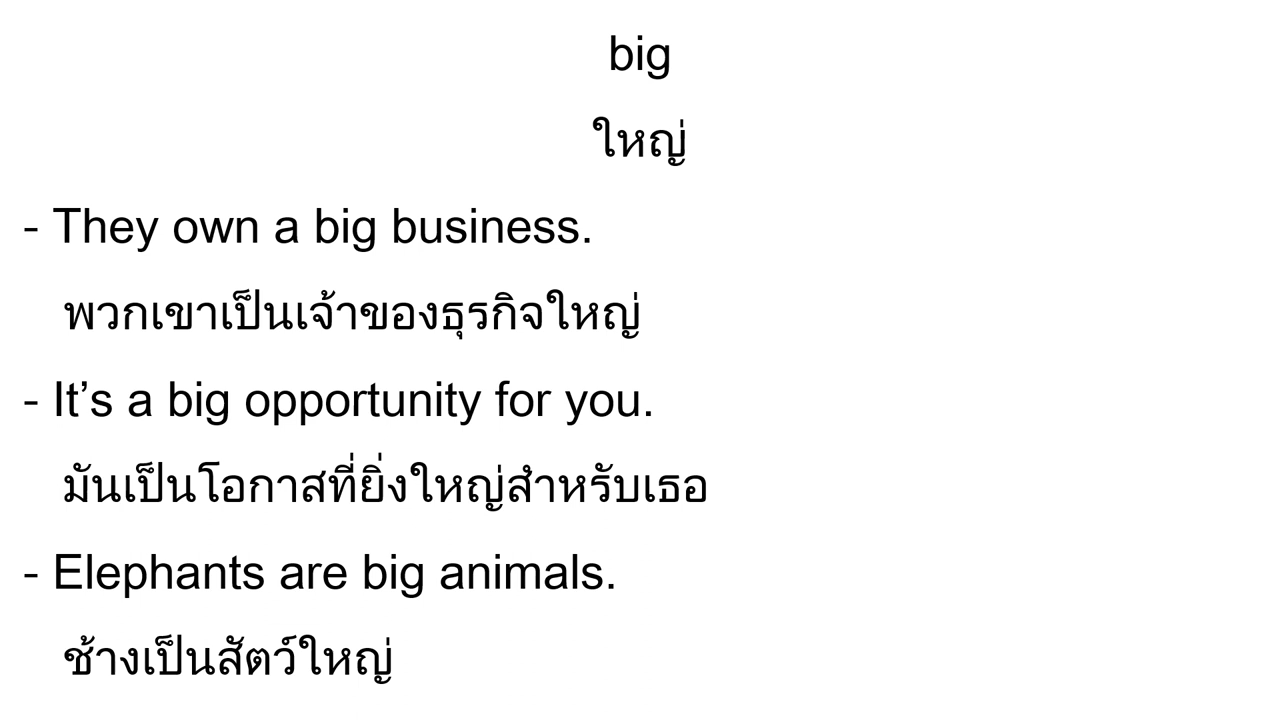 big
ใหญ่
- They own a big business.
พวกเขาเป็นเจ้าของธุรกิจใหญ่
- It’s a big opportunity for you.
มันเป็นโอกาสที่ยิ่งใหญ่สำหรับเธอ
- Elephants are big animals.
ช้างเป็นสัตว์ใหญ่